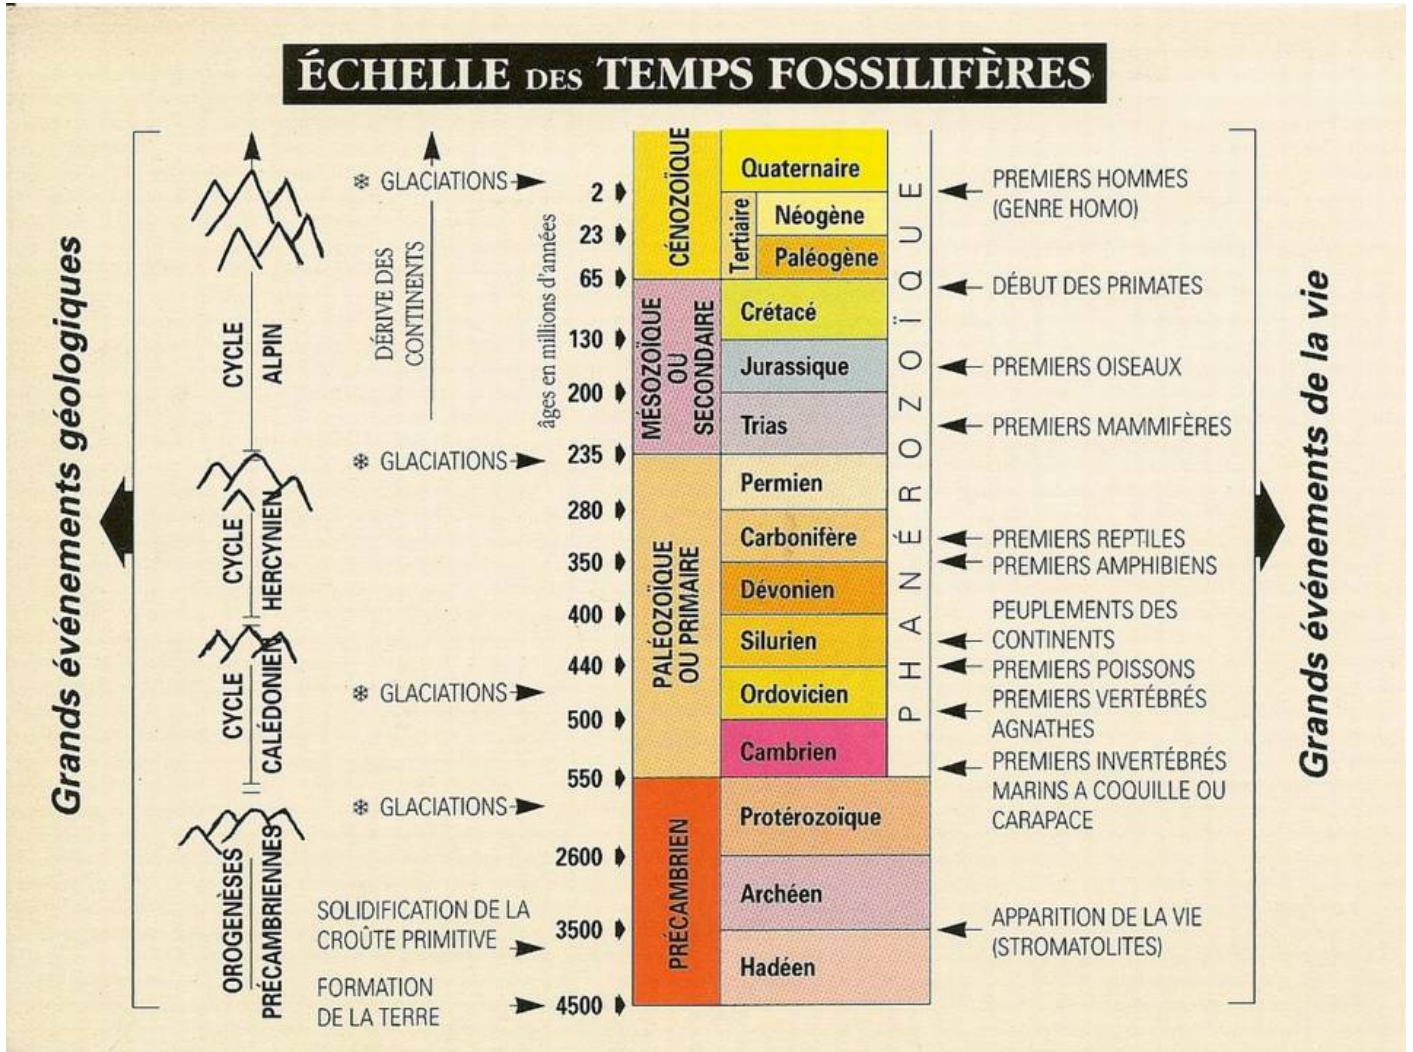 ÉCHELLE DES TEMPS FOSSILIFÈRES
Grands événements géologiques
CYCLE
ALPIN
CYCLE
HERCYNIEN
CYCLE
CALÉDONIEN
OROGENÈSES
PRÉCAMBRIENNES
❄ GLACIATIONS
DÉRIVE DES
CONTINENTS
❄ GLACIATIONS
❄ GLACIATIONS
❄ GLACIATIONS
SOLIDIFICATION DE LA
CROÛTE PRIMITIVE
FORMATION
DE LA TERRE
âges en millions d'années
2
23
65
130
200
235
280
350
400
440
500
550
2600
3500
4500
CÉNOZOÏQUE
MÉSOZOÏQUE
OU
SECONDAIRE
PALÉOZOÏQUE
OU PRIMAIRE
PRÉCAMBRIEN
Quaternaire
Tertiaire
Néogène
Paléogène
Crétacé
Jurassique
Trias
Permien
Carbonifère
Dévonien
Silurien
Ordovicien
Cambrien
Protérozoïque
Archéen
Hadéen
PHANÉROZOÏQUE
PREMIERS HOMMES
(GENRE HOMO)
DÉBUT DES PRIMATES
PREMIERS OISEAUX
PREMIERS MAMMIFÈRES
PREMIERS REPTILES
PREMIERS AMPHIBIENS
PEUPLEMENTS DES
CONTINENTS
PREMIERS POISSONS
PREMIERS VERTÉBRÉS
AGNATHES
PREMIERS INVERTÉBRÉS
MARINS A COQUILLE OU
CARAPACE
APPARITION DE LA VIE
(STROMATOLITES)
Grands événements de la vie